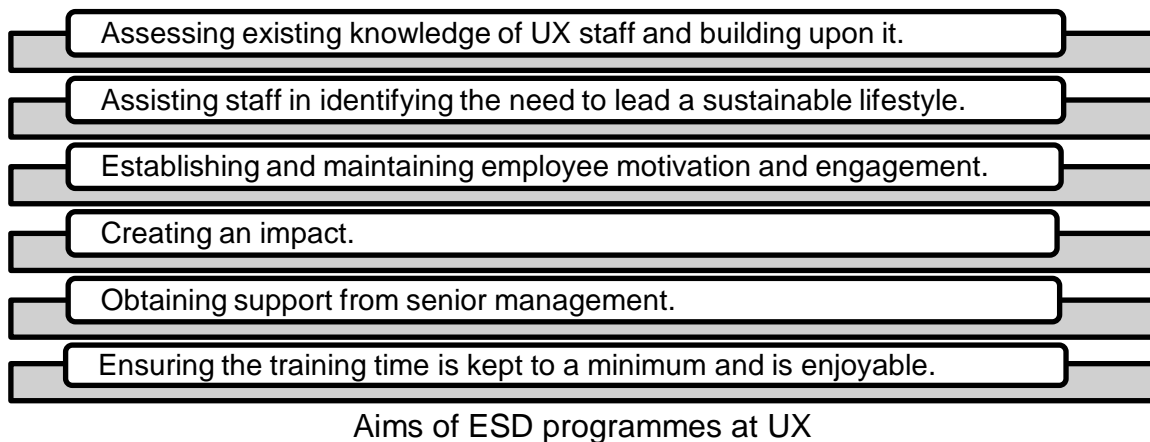 Assessing existing knowledge of UX staff and building upon it.
Assisting staff in identifying the need to lead a sustainable lifestyle.
Establishing and maintaining employee motivation and engagement.
Creating an impact.
Obtaining support from senior management.
Ensuring the training time is kept to a minimum and is enjoyable.
Aims of ESD programmes at UX